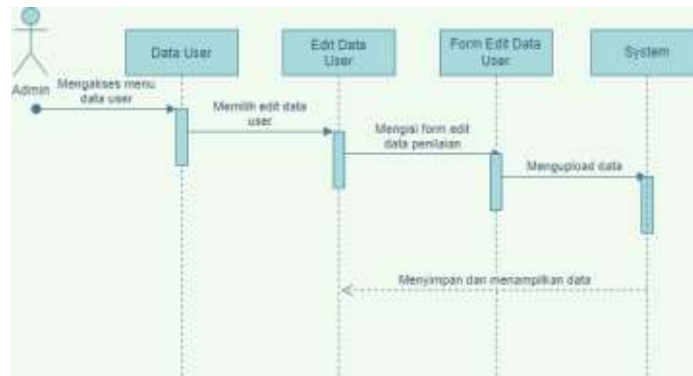 Data User
Edit Data
User
Form Edit Data
User
System
Admin
Mengakses menu
data user
Memilih edit data
user
Mengisi form edit
data penilaian
Mengupload data
Menyimpan dan menampilkan data